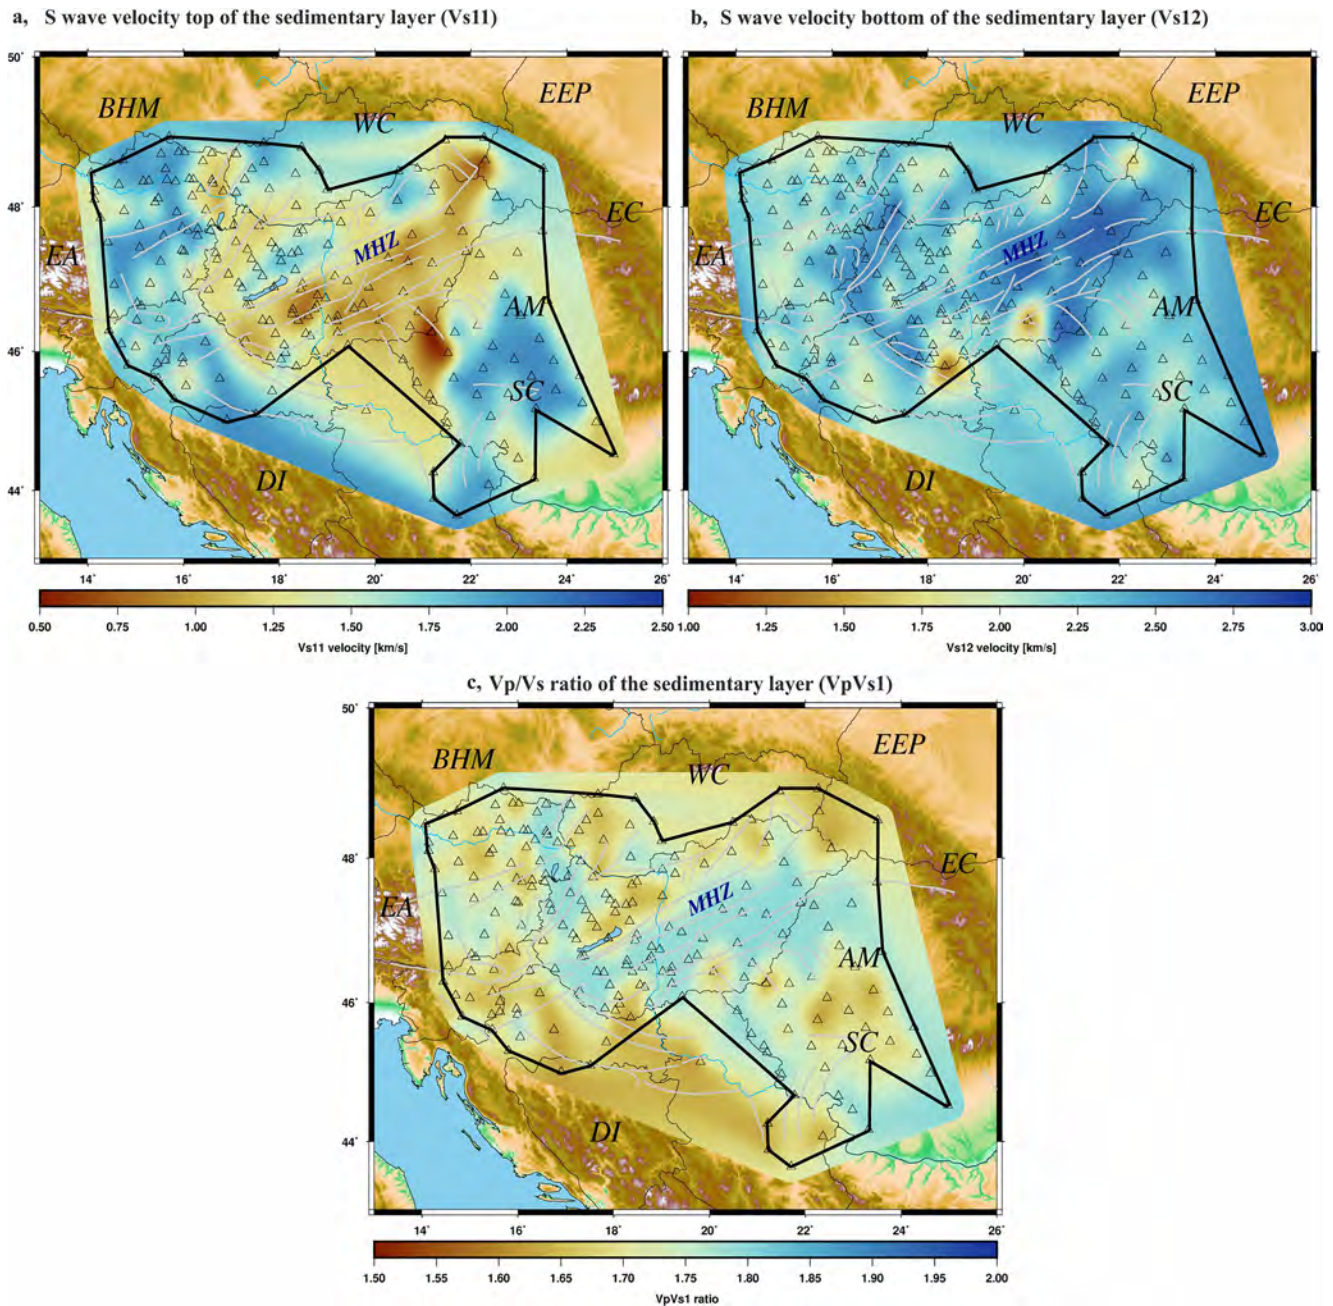 a, S wave velocity top of the sedimentary layer (Vs11)
b, S wave velocity bottom of the sedimentary layer (Vs12)
50°
48°
46°
44°
14° 16° 18° 20° 22° 24° 26°
BHM
WC
EEP
EC
EA
MHZ
AM
SC
DI
0.50 0.75 1.00 1.25 1.50 1.75 2.00 2.25 2.50
Vs11 velocity [km/s]
BHM
WC
EEP
EC
EA
MHZ
AM
SC
DI
14° 16° 18° 20° 22° 24° 26°
1.00 1.25 1.50 1.75 2.00 2.25 2.50 2.75 3.00
Vs12 velocity [km/s]
c, Vp/Vs ratio of the sedimentary layer (VpVs1)
50°
48°
46°
44°
BHM
WC
EEP
EC
EA
MHZ
AM
SC
DI
14° 16° 18° 20° 22° 24° 26°
1.50 1.55 1.60 1.65 1.70 1.75 1.80 1.85 1.90 1.95 2.00
VpVs1 ratio